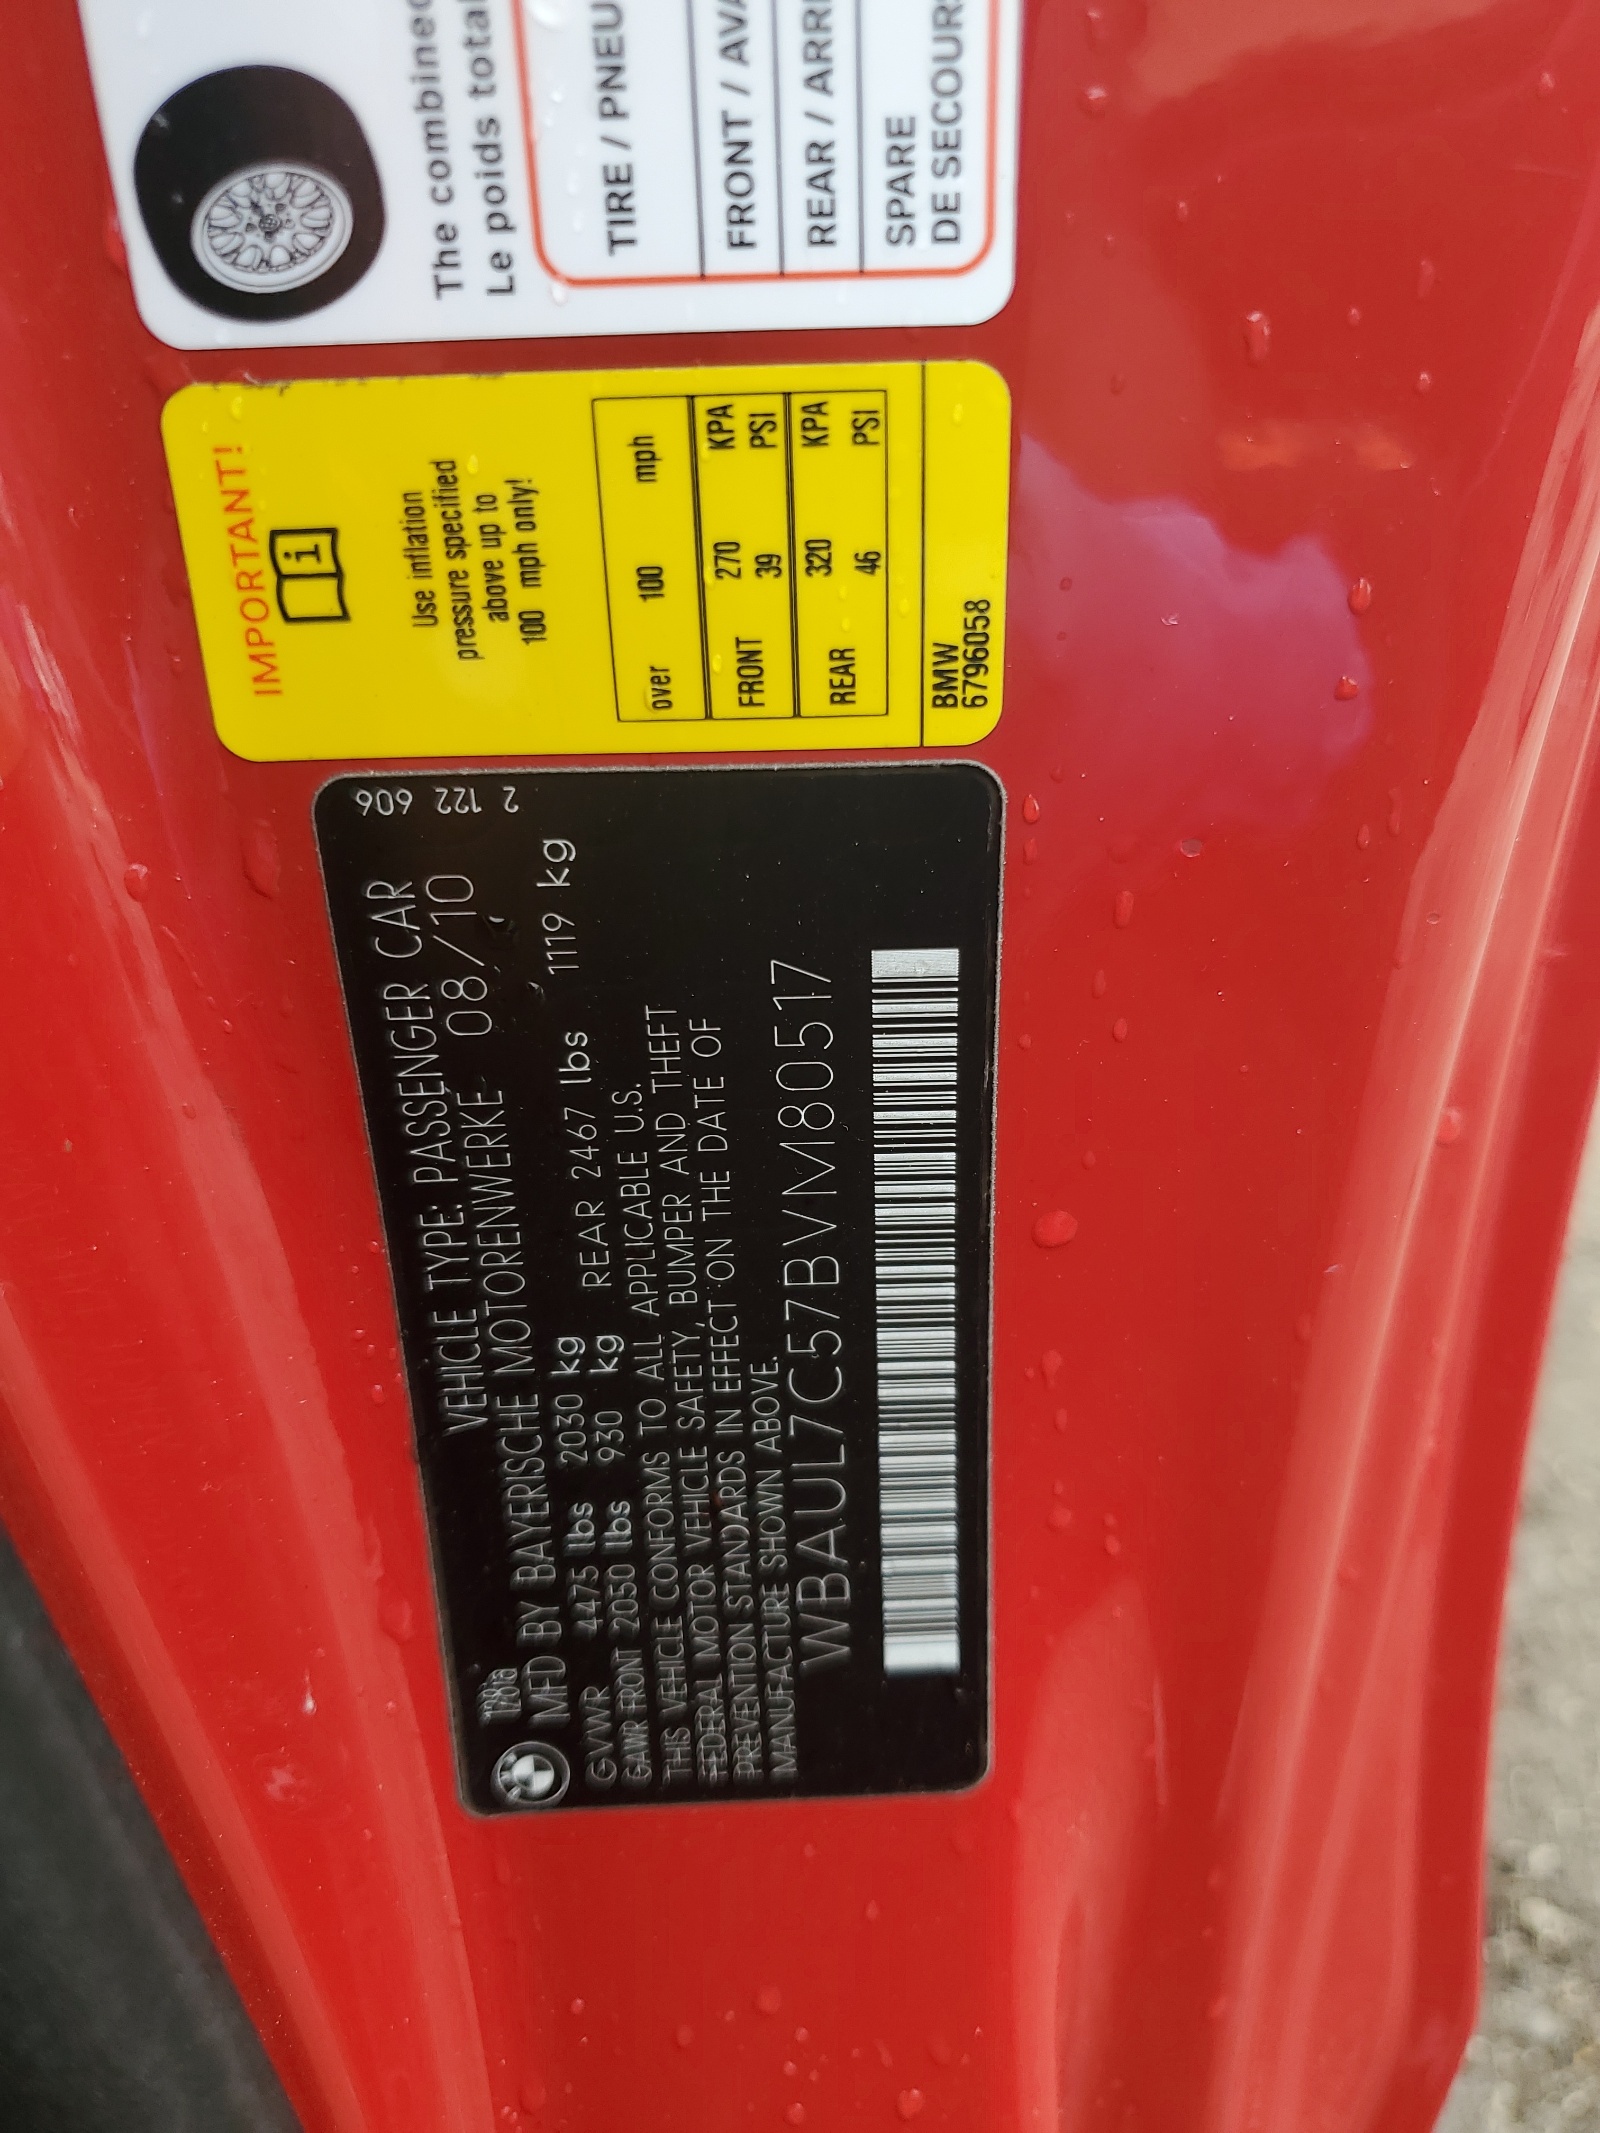 The combined
Le poids total
TIRE / PNEU
FRONT / AVA
REAR / ARRI
SPARE
DE SECOURS
IMPORTANT!
i
Use inflation
pressure specified
above up to
100 mph only!
over 100 mph
FRONT 270 KPA
39 PSI
REAR 320 KPA
46 PSI
BMW
6796058
2 122 606
VEHICLE TYPE: PASSENGER CAR
MFD BY BAYERISCHE MOTORENWERKE 08/10
GVWR 4475 lbs 2030 kg
GAWR FRONT 2050 lbs 930 kg REAR 2467 lbs 1119 kg
THIS VEHICLE CONFORMS TO ALL APPLICABLE U.S.
FEDERAL MOTOR VEHICLE SAFETY, BUMPER AND THEFT
PREVENTION STANDARDS IN EFFECT ON THE DATE OF
MANUFACTURE SHOWN ABOVE.
WBAUL7C57BVM80517